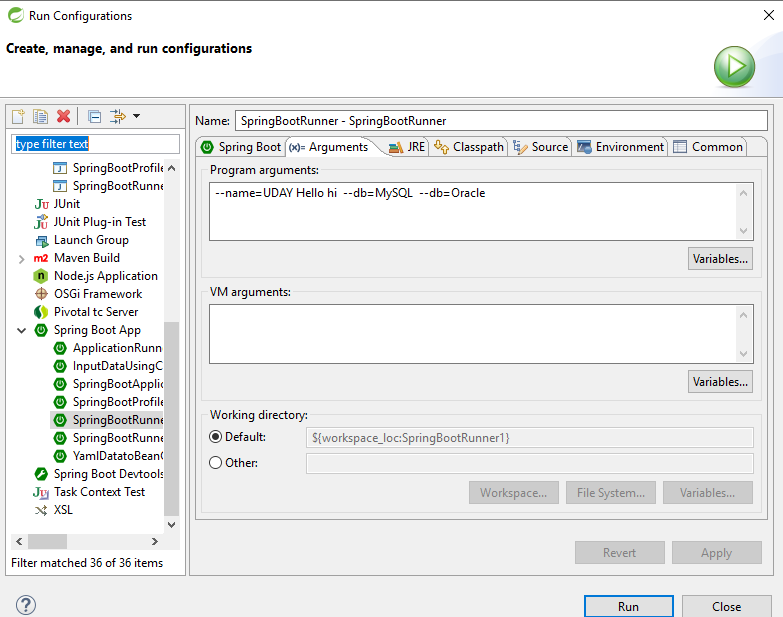 Run Configurations
Create, manage, and run configurations
type filter text
SpringBootProfile
SpringBootRunne
JUnit
JUnit Plug-in Test
Launch Group
m2 Maven Build
Node.js Application
OSGi Framework
Pivotal tc Server
Spring Boot App
ApplicationRunn
InputDataUsingC
SpringBootApplic
SpringBootProfile
SpringBootRunne
SpringBootRunne
YamlDatatoBean
Spring Boot Devtools
Task Context Test
XSL
Filter matched 36 of 36 items
Name: SpringBootRunner - SpringBootRunner
Spring Boot (x)= Arguments JRE Classpath Source Environment Common
Program arguments:
--name=UDAY Hello hi --db=MySQL --db=Oracle
Variables...
VM arguments:
Variables...
Working directory:
Default: ${workspace_loc:SpringBootRunner1}
Other:
Workspace... File System... Variables...
Revert Apply
? Run Close